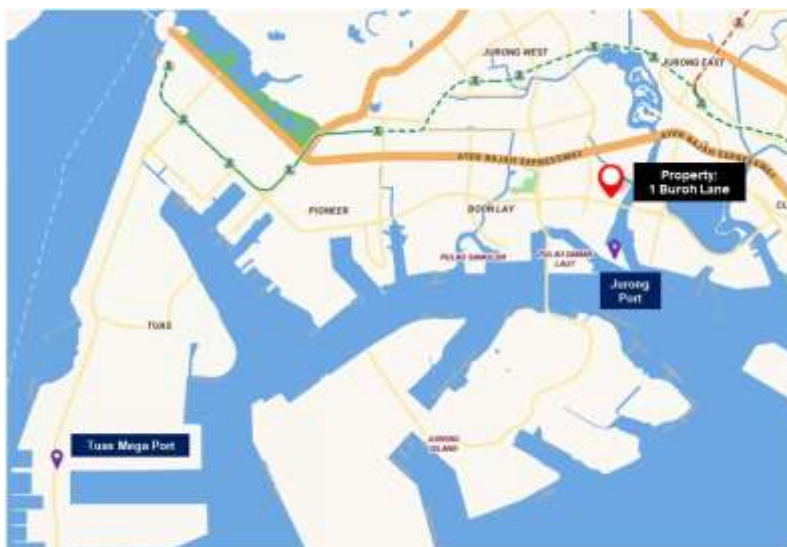 JURONG WEST
JURONG EAST
AYER RAJAH EXPRESSWAY
AYER RAJAH EXPRESSWAY
Property:
1 Buroh Lane
PIONEER
BOON LAY
PULAU SAMULUN
PULAU DAMAR
LAUT
Jurong
Port
TUAS
JURONG
ISLAND
Tuas Mega Port